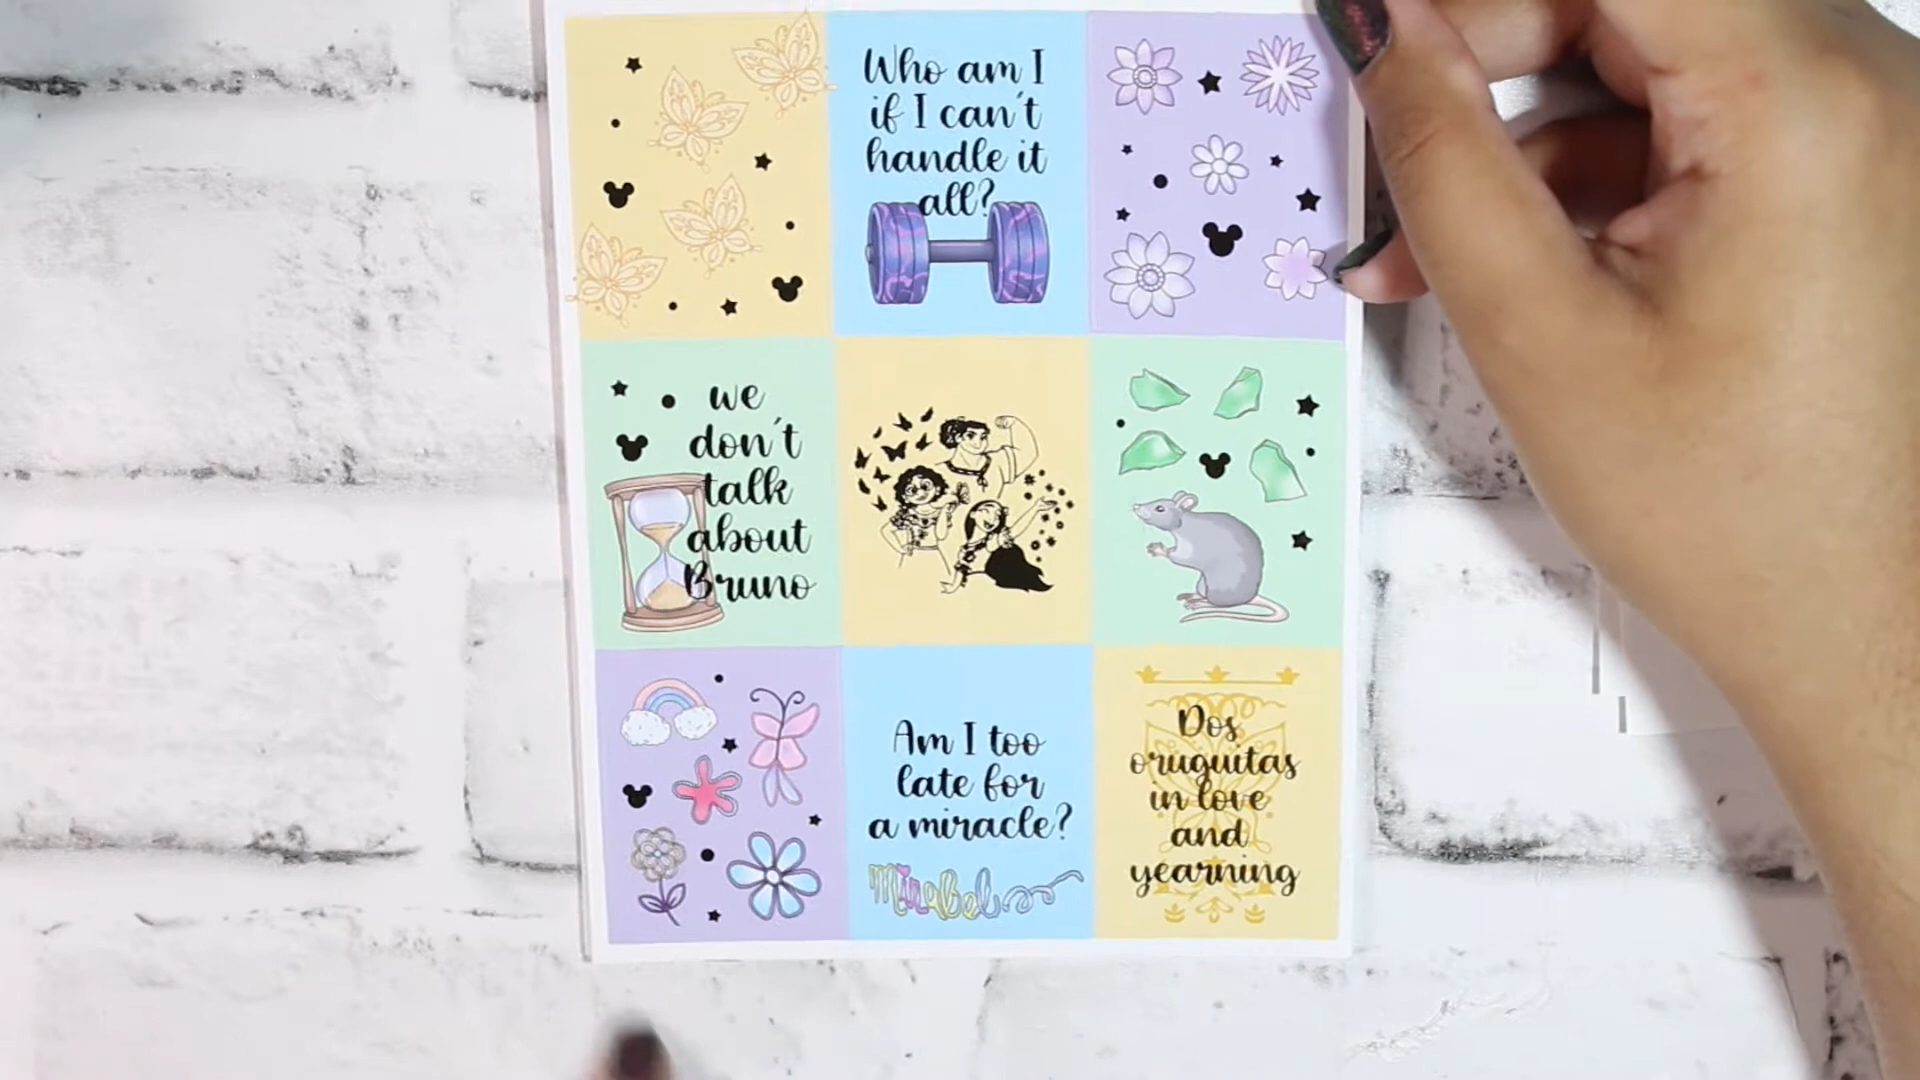 Who am I
if I can't
handle it
all?
we
don't
talk
about
Bruno
Am I too
late for
a miracle?
Mirabel
Dos
oruguitas
in love
and
yearning